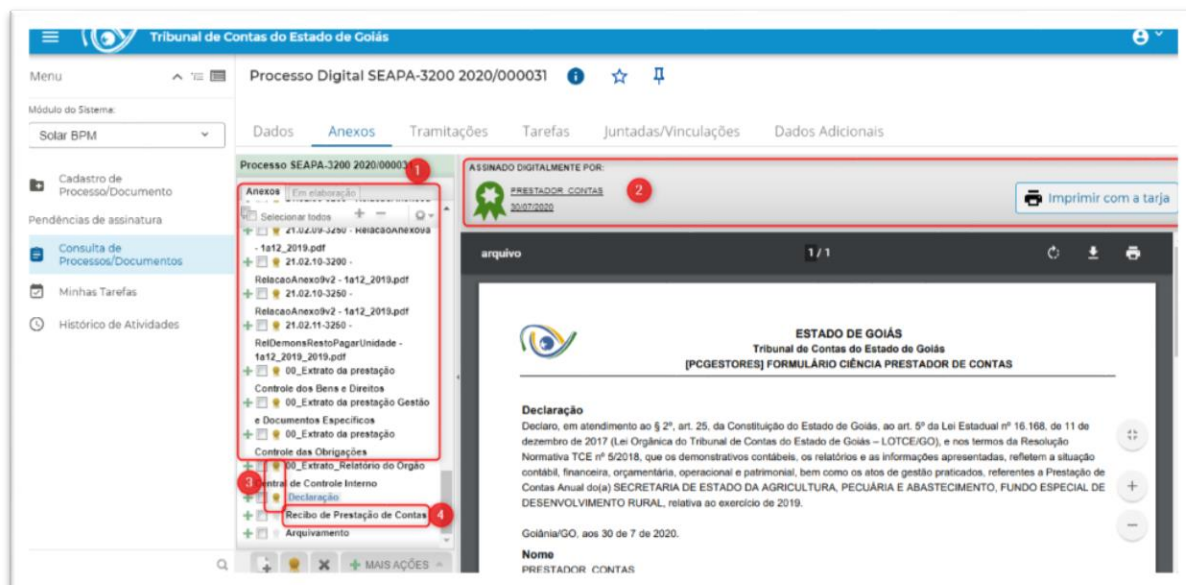 Tribunal de Contas do Estado de Goiás
Menu
Módulo do Sistema:
Solar BPM
Cadastro de
Processo/Documento
Pendências de assinatura
Consulta de
Processos/Documentos
Minhas Tarefas
Histórico de Atividades
Processo Digital SEAPA-3200 2020/000031
Dados
Anexos
Tramitações
Tarefas
Juntadas/Vinculações
Dados Adicionais
Processo SEAPA-3200 2020/000031
1
Anexos
Em elaboração
Selecionar todos
21.02.09-3250 - RelacaoAnexo9a
- 1a12_2019.pdf
21.02.10-3200 -
RelacaoAnexo9v2 - 1a12_2019.pdf
21.02.10-3250 -
RelacaoAnexo9v2 - 1a12_2019.pdf
21.02.11-3250 -
RelDemonsRestoPagarUnidade -
1a12_2019_2019.pdf
00_Extrato da prestação
Controle dos Bens e Direitos
00_Extrato da prestação Gestão
e Documentos Específicos
00_Extrato da prestação
Controle das Obrigações
00_Extrato_Relatório do Orgão
3
Central de Controle Interno
Declaração
Recibo de Prestação de Contas
4
Arquivamento
MAIS AÇÕES
ASSINADO DIGITALMENTE POR:
PRESTADOR_CONTAS
30/07/2020
2
Imprimir com a tarja
arquivo
1 / 1
ESTADO DE GOIÁS
Tribunal de Contas do Estado de Goiás
[PCGESTORES] FORMULÁRIO CIÊNCIA PRESTADOR DE CONTAS
Declaração
Declaro, em atendimento ao § 2º, art. 25, da Constituição do Estado de Goiás, ao art. 5º da Lei Estadual nº 16.168, de 11 de
dezembro de 2017 (Lei Orgânica do Tribunal de Contas do Estado de Goiás – LOTCE/GO), e nos termos da Resolução
Normativa TCE nº 5/2018, que os demonstrativos contábeis, os relatórios e as informações apresentadas, refletem a situação
contábil, financeira, orçamentária, operacional e patrimonial, bem como os atos de gestão praticados, referentes a Prestação de
Contas Anual do(a) SECRETARIA DE ESTADO DA AGRICULTURA, PECUÁRIA E ABASTECIMENTO, FUNDO ESPECIAL DE
DESENVOLVIMENTO RURAL, relativa ao exercício de 2019.
Goiânia/GO, aos 30 de 7 de 2020.
Nome
PRESTADOR_CONTAS